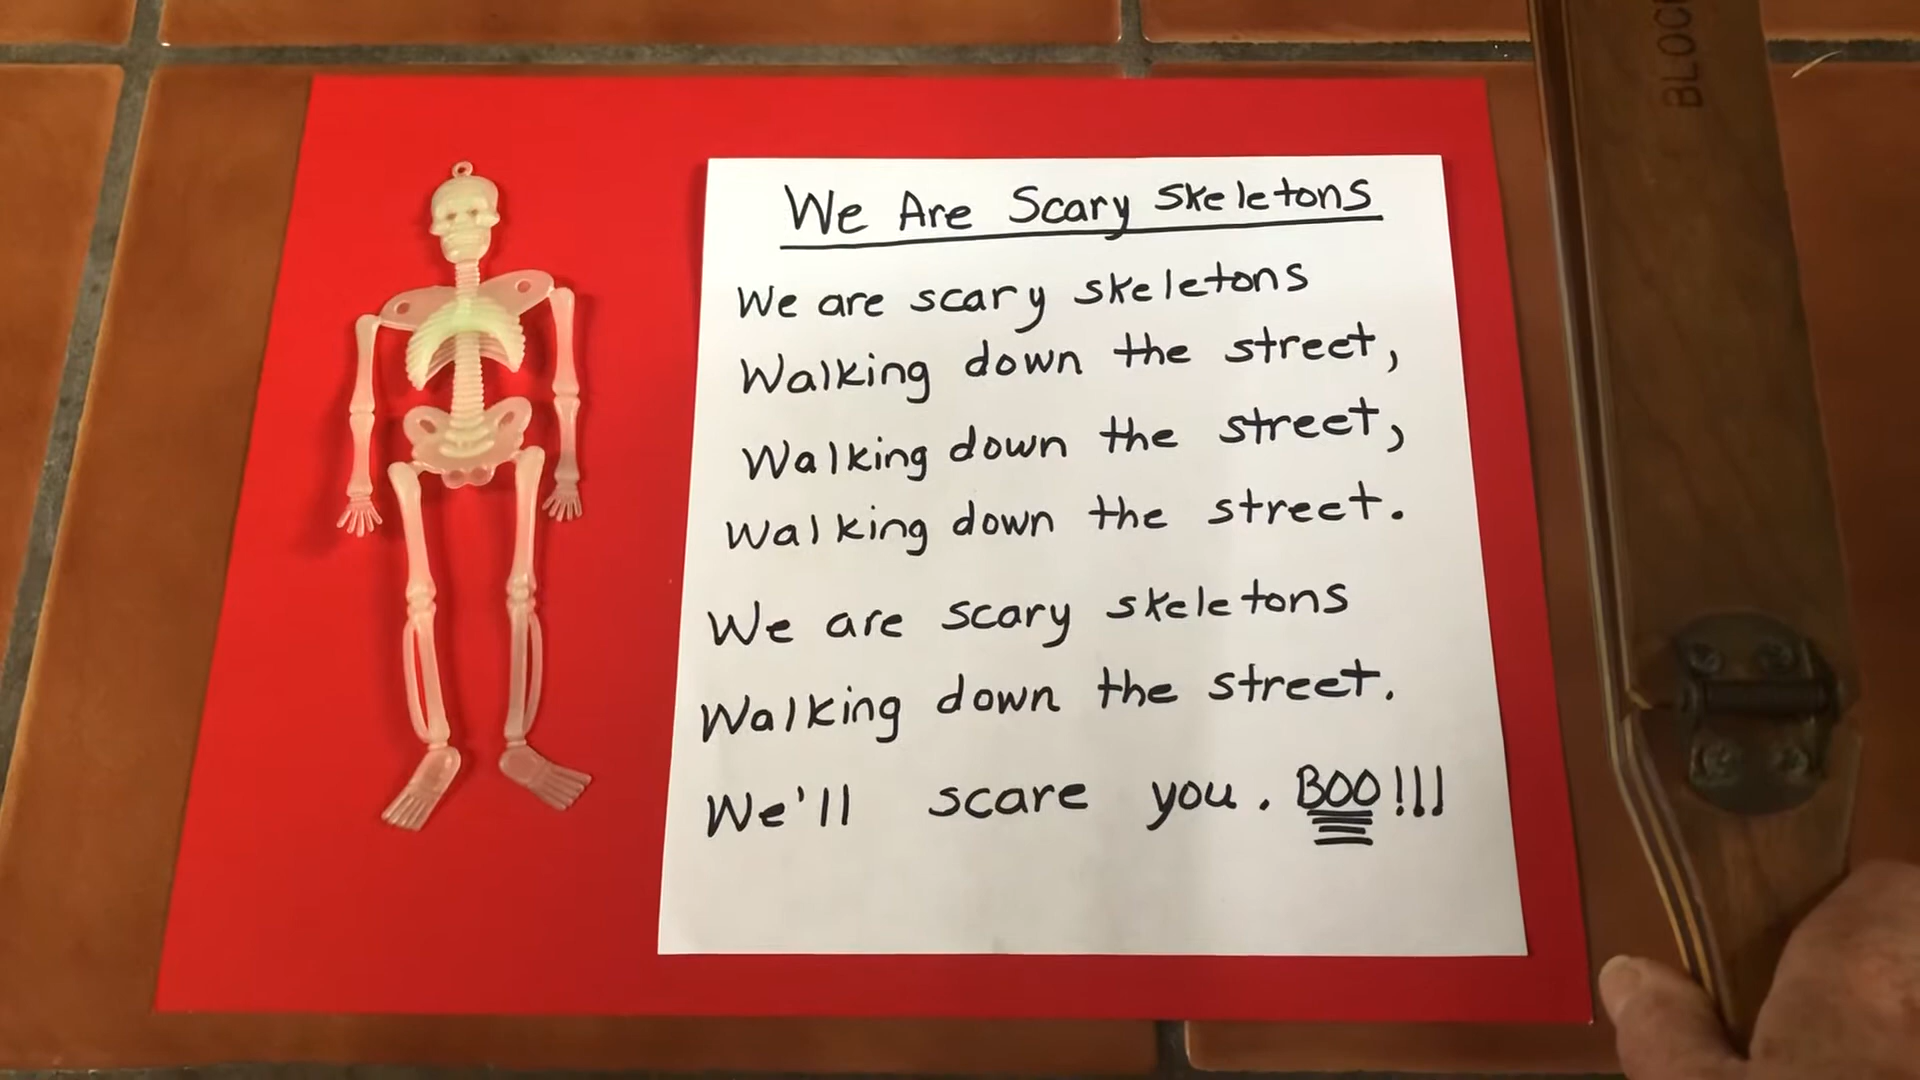 We Are Scary Skeletons
We are scary skeletons
Walking down the street,
Walking down the street,
Walking down the street.
We are scary skeletons
Walking down the street.
We'll scare you. BOO!!!